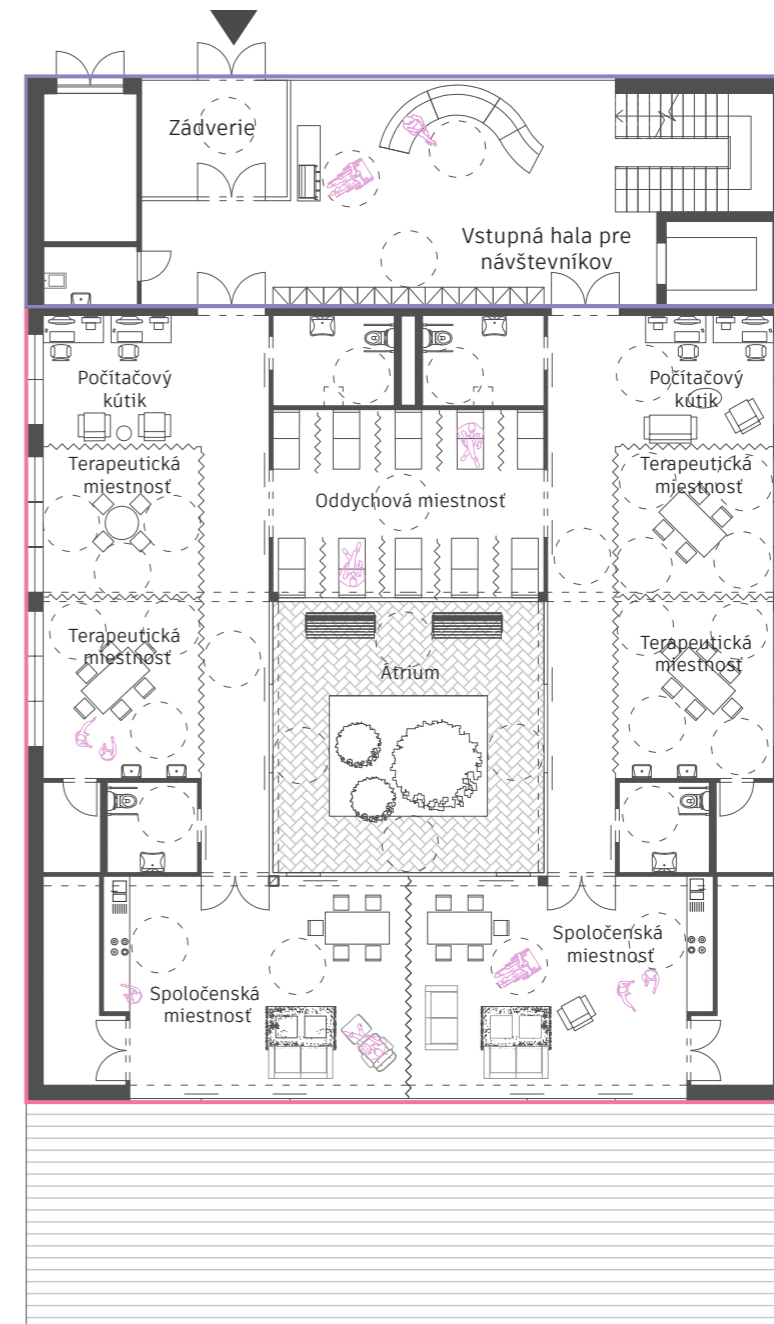 Zádverie
Vstupná hala pre
návštevníkov
Počítačový
kútik
Počítačový
kútik
Terapeutická
miestnosť
Terapeutická
miestnosť
Oddychová miestnosť
Terapeutická
miestnosť
Terapeutická
miestnosť
Átrium
Spoločenská
miestnosť
Spoločenská
miestnosť